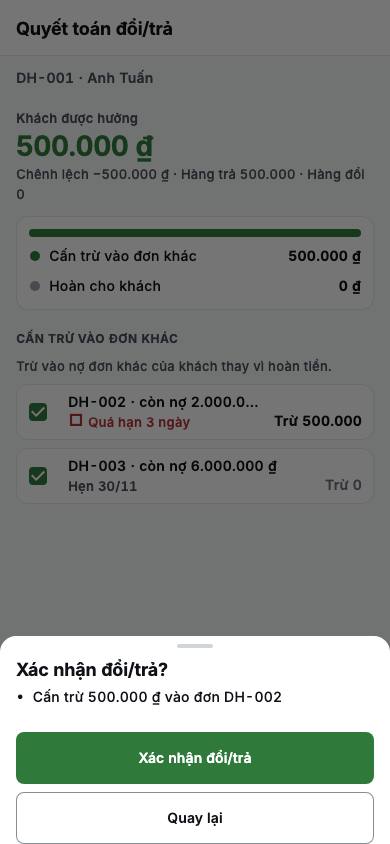 Quyết toán đổi/trả
DH-001 · Anh Tuấn
Khách được hưởng
500.000 ₫
Chênh lệch −500.000 ₫ · Hàng trả 500.000 · Hàng đổi
0
Cấn trừ vào đơn khác 500.000 ₫
Hoàn cho khách 0 ₫
CẤN TRỪ VÀO ĐƠN KHÁC
Trừ vào nợ đơn khác của khách thay vì hoàn tiền.
DH-002 · còn nợ 2.000.0...
Quá hạn 3 ngày Trừ 500.000
DH-003 · còn nợ 6.000.000 ₫
Hẹn 30/11 Trừ 0
Xác nhận đổi/trả?
• Cấn trừ 500.000 ₫ vào đơn DH-002
Xác nhận đổi/trả
Quay lại